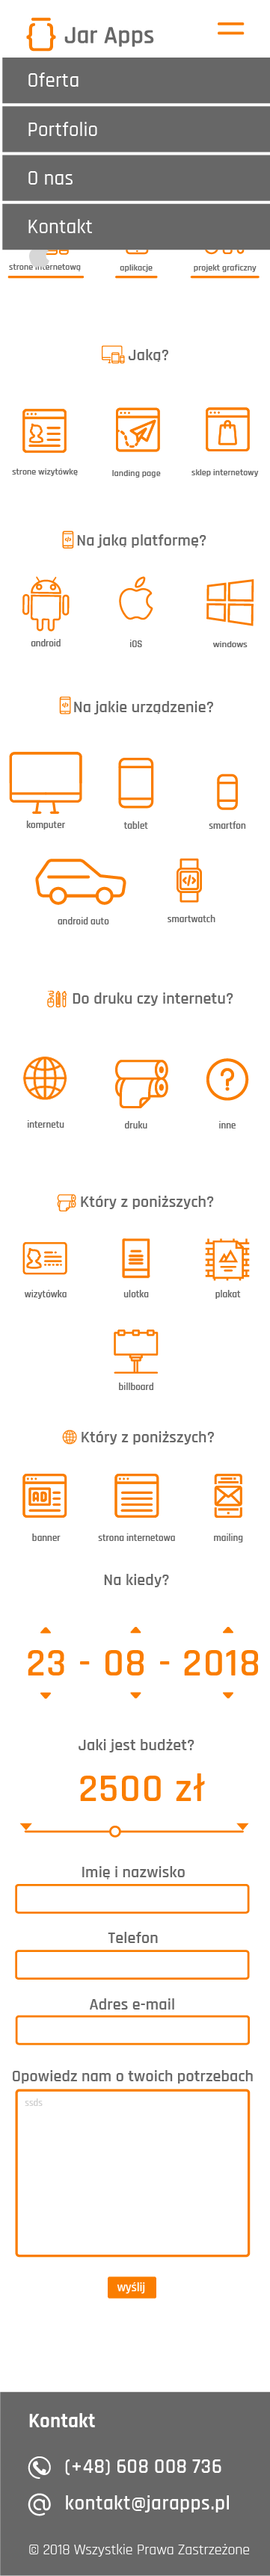 Jar Apps
Oferta
Portfolio
O nas
Kontakt
stronę internetową aplikację projekt graficzny
Jaką?
strone wizytówkę landing page sklep internetowy
Na jaką platformę?
android iOS windows
Na jakie urządzenie?
komputer tablet smartfon
android auto smartwatch
Do druku czy internetu?
internetu druku inne
Który z poniższych?
wizytówka ulotka plakat
billboard
Który z poniższych?
AD
banner strona internetowa mailing
Na kiedy?
23 - 08 - 2018
Jaki jest budżet?
2500 zł
Imię i nazwisko
Telefon
Adres e-mail
Opowiedz nam o twoich potrzebach
ssds
wyślij
Kontakt
(+48) 608 008 736
kontakt@jarapps.pl
© 2018 Wszystkie Prawa Zastrzeżone